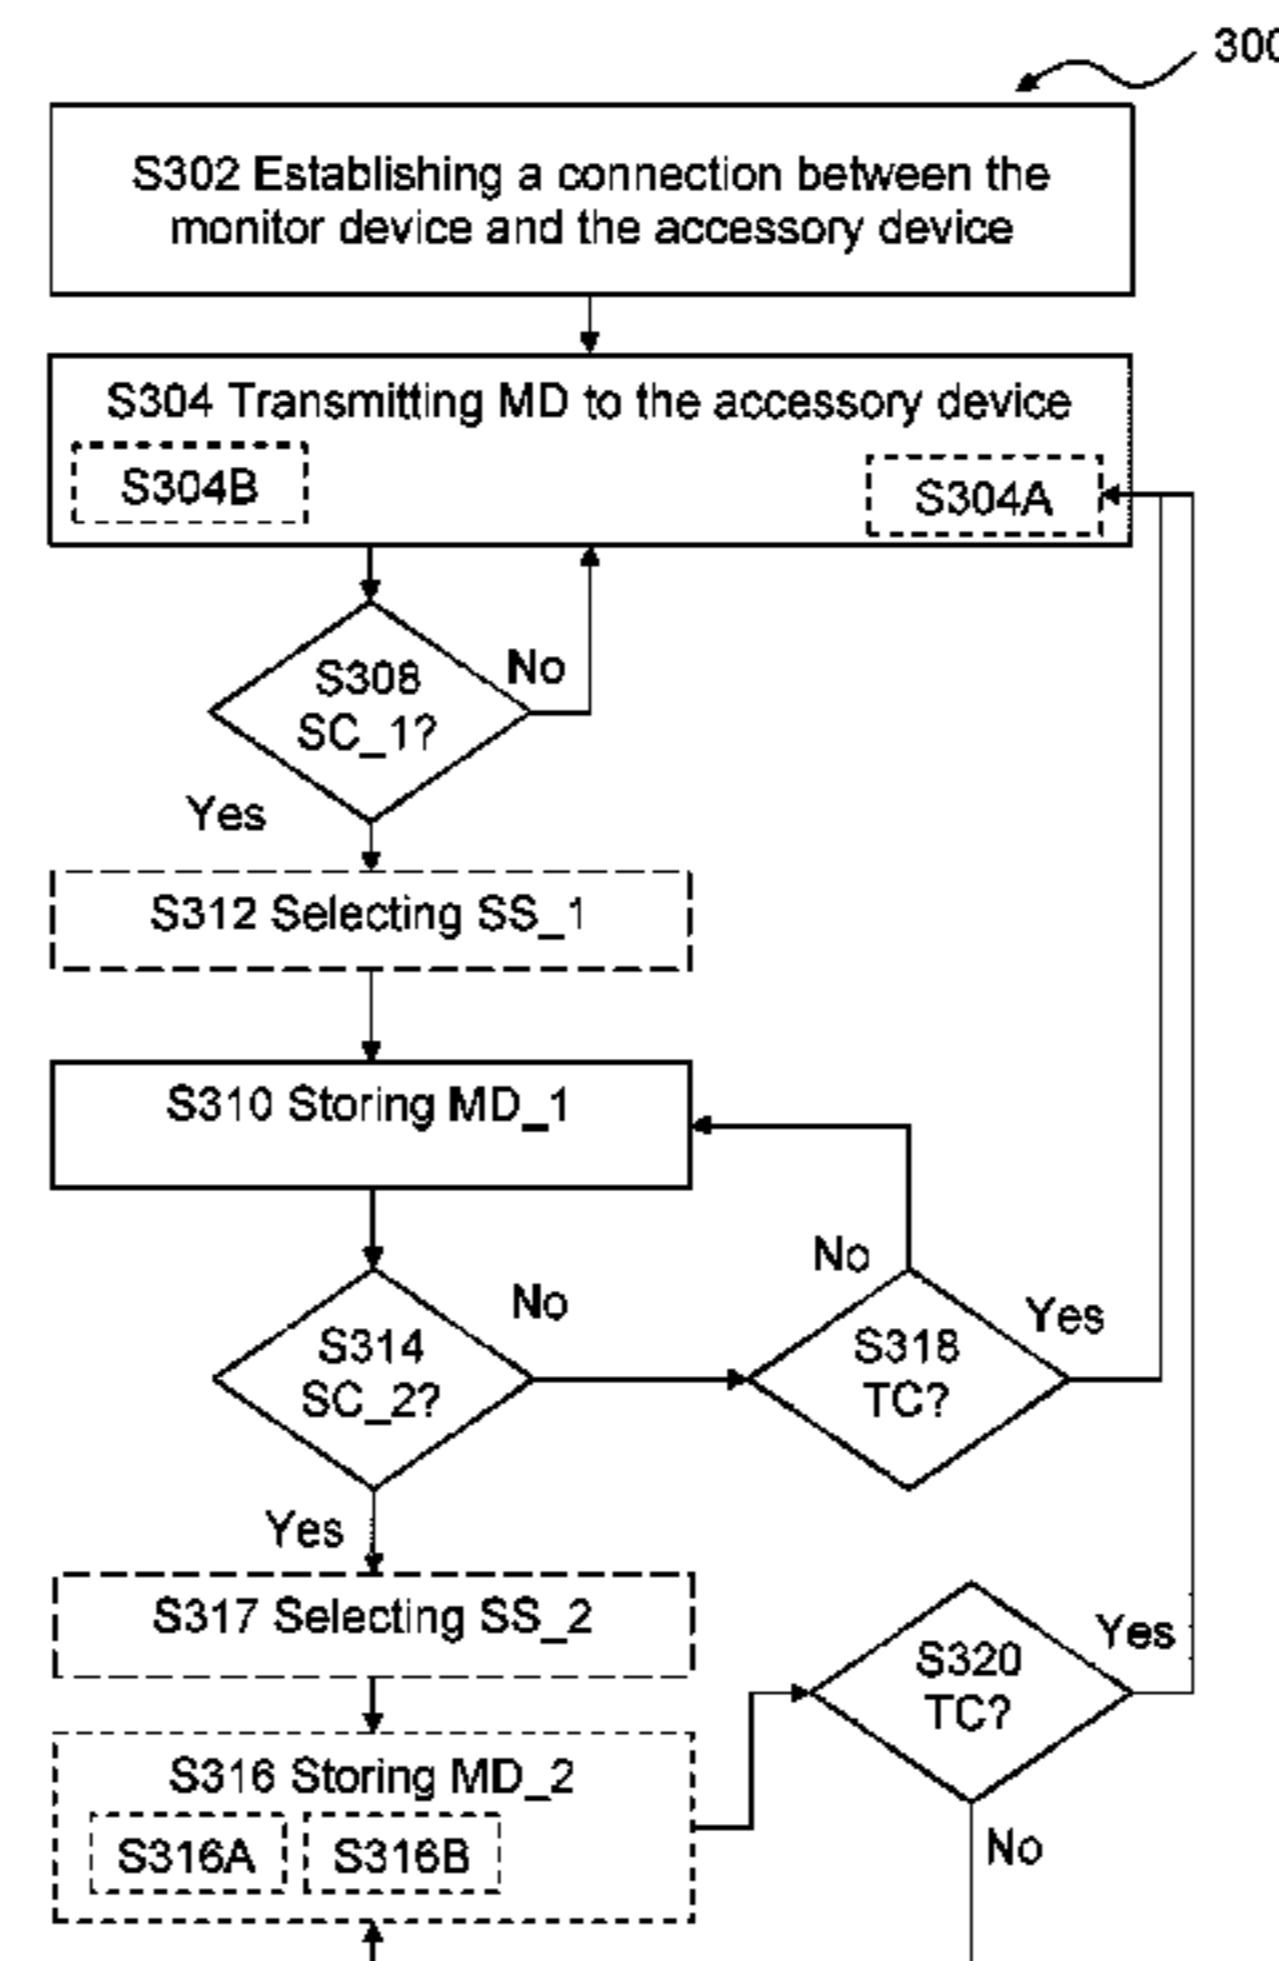 300
S302 Establishing a connection between the
monitor device and the accessory device
S304 Transmitting MD to the accessory device
S304B
S304A
S308
SC_1?
No
Yes
S312 Selecting SS_1
S310 Storing MD_1
No
Yes
S314
SC_2?
No
S318
TC?
Yes
S317 Selecting SS_2
S320
TC?
Yes
S316 Storing MD_2
S316A
S316B
No